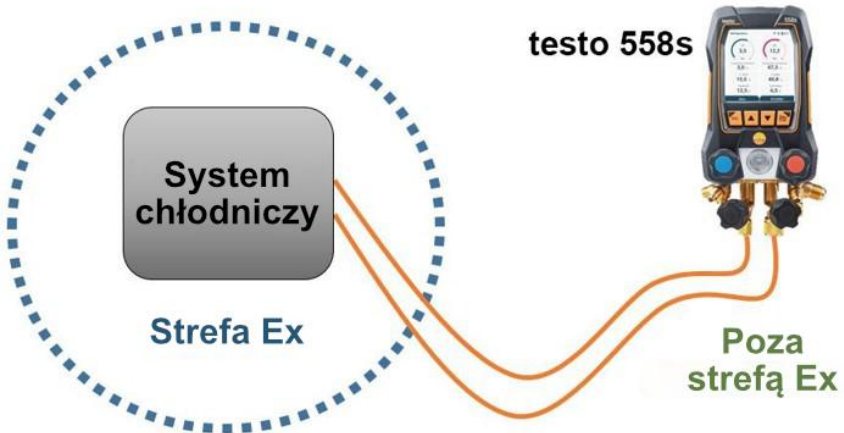 testo 558s
System
chłodniczy
Strefa Ex
Poza
strefą Ex